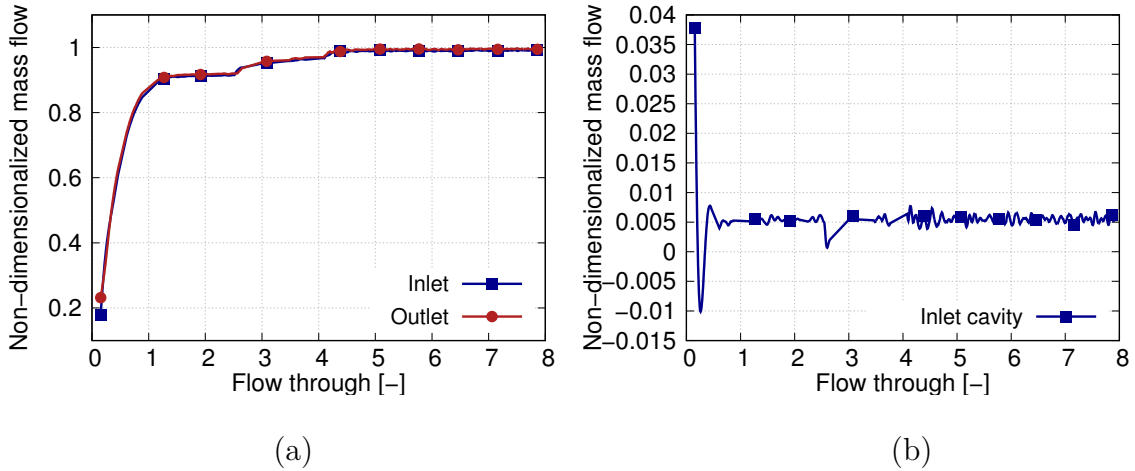 Non−dimensionalized mass flow
1
0.8
0.6
0.4
0.2
Inlet
Outlet
0 1 2 3 4 5 6 7 8
Flow through [−]
(a)
Non−dimensionalized mass flow
0.04
0.035
0.03
0.025
0.02
0.015
0.01
0.005
0
−0.005
−0.01
−0.015
Inlet cavity
0 1 2 3 4 5 6 7 8
Flow through [−]
(b)